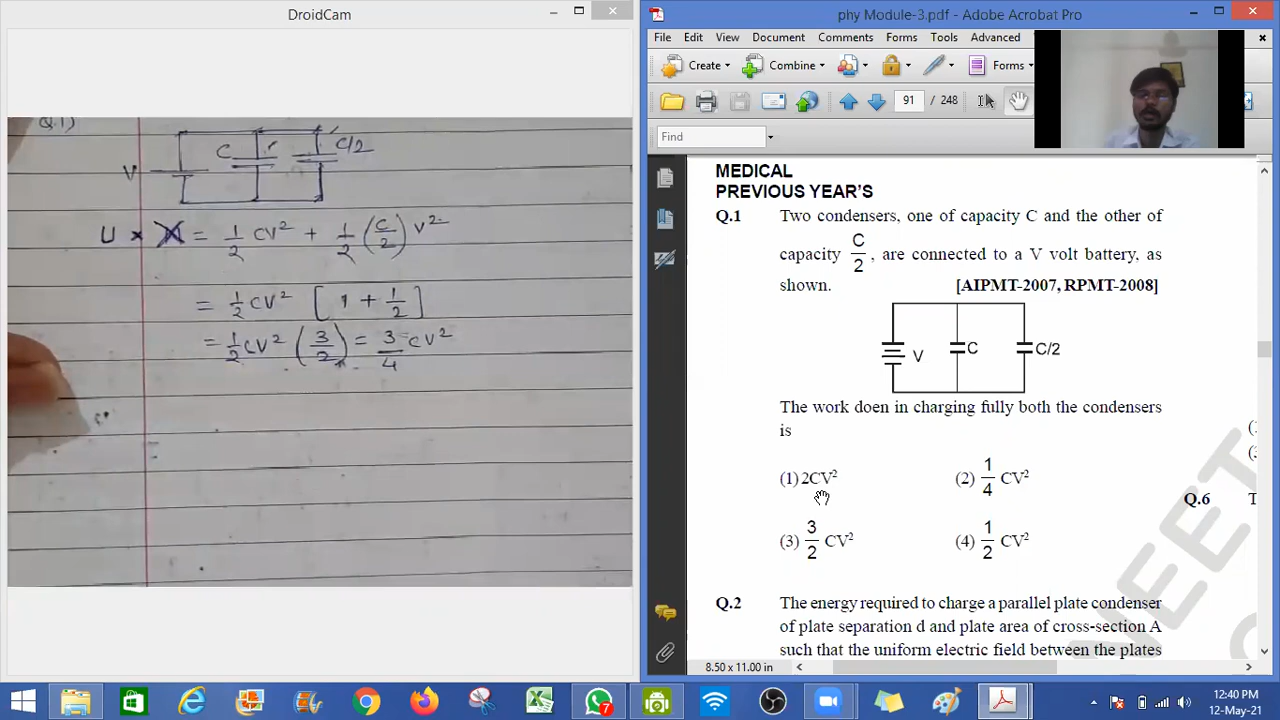 DroidCam
Q.1)
V C C/2
U = 1/2 CV² + 1/2 (C/2) V²
= 1/2 CV² [1 + 1/2]
= 1/2 CV² (3/2) = 3/4 CV²
phy Module-3.pdf - Adobe Acrobat Pro
File Edit View Document Comments Forms Tools Advanced
Create Combine Forms
91 / 248
Find
MEDICAL
PREVIOUS YEAR'S
Q.1 Two condensers, one of capacity C and the other of
capacity C/2, are connected to a V volt battery, as
shown. [AIPMT-2007, RPMT-2008]
V C C/2
The work doen in charging fully both the condensers
is
(1) 2CV² (2) 1/4 CV²
Q.6 T
(3) 3/2 CV² (4) 1/2 CV²
Q.2 The energy required to charge a parallel plate condenser
of plate separation d and plate area of cross-section A
such that the uniform electric field between the plates
8.50 x 11.00 in
7
12:40 PM
12-May-21